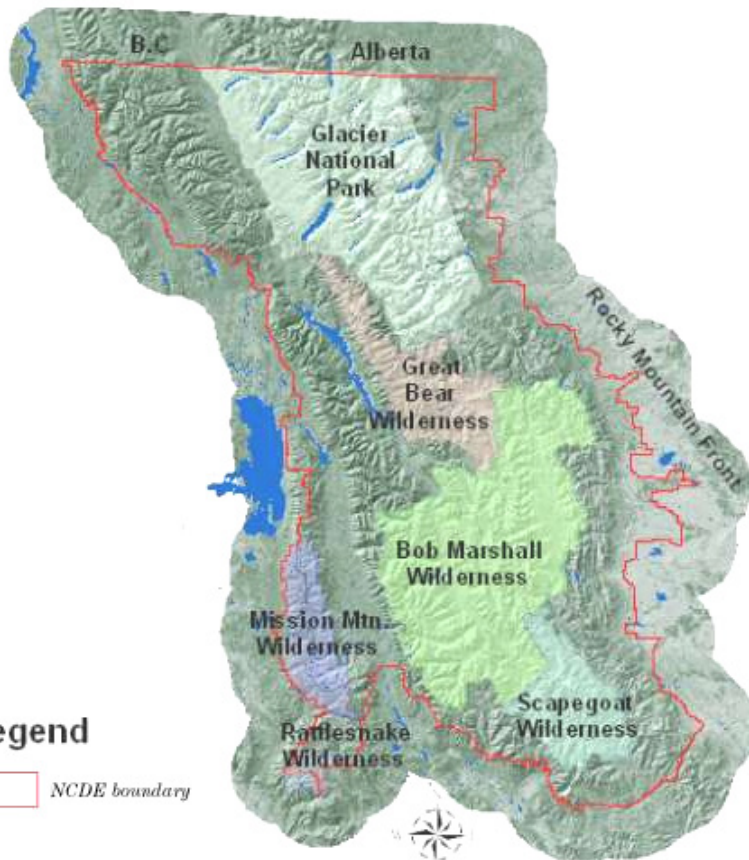 B.C
Alberta
Glacier
National
Park
Rocky Mountain Front
Great
Bear
Wilderness
Bob Marshall
Wilderness
Mission Mtn.
Wilderness
Scapegoat
Wilderness
Rattlesnake
Wilderness
egend
NCDE boundary